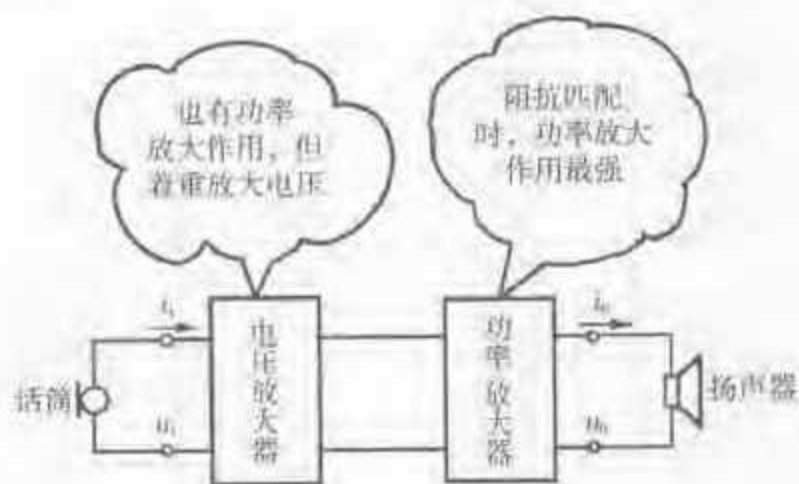 也有功率
放大作用，但
着重放大电压
阻抗匹配
时，功率放大
作用最强
话筒
电压放大器
功率放大器
扬声器